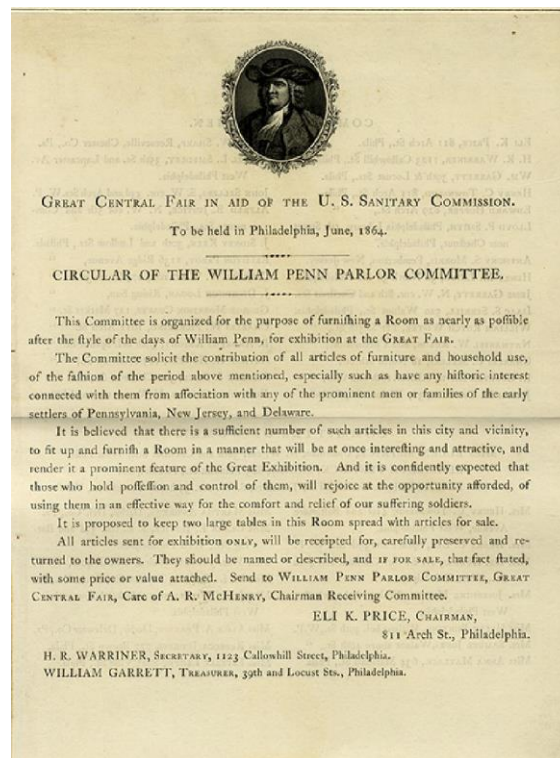 GREAT CENTRAL FAIR IN AID OF THE U. S. SANITARY COMMISSION.
To be held in Philadelphia, June, 1864.
CIRCULAR OF THE WILLIAM PENN PARLOR COMMITTEE.
This Committee is organized for the purpose of furniſhing a Room as nearly as poſſible
after the ſtyle of the days of William Penn, for exhibition at the GREAT FAIR.
The Committee solicit the contribution of all articles of furniture and household use,
of the faſhion of the period above mentioned, especially such as have any hiſtoric interest
connected with them from aſſociation with any of the prominent men or families of the early
settlers of Pennsylvania, New Jersey, and Delaware.
It is believed that there is a sufficient number of such articles in this city and vicinity,
to fit up and furniſh a Room in a manner that will be at once intereſting and attractive, and
render it a prominent feature of the Great Exhibition. And it is confidently expected that
those who hold poſſeſſion and control of them, will rejoice at the opportunity afforded, of
using them in an effective way for the comfort and relief of our suffering soldiers.
It is proposed to keep two large tables in this Room spread with articles for sale.
All articles sent for exhibition ONLY, will be receipted for, carefully preserved and re-
turned to the owners. They should be named or described, and IF FOR SALE, that fact ſtated,
with some price or value attached. Send to WILLIAM PENN PARLOR COMMITTEE, GREAT
CENTRAL FAIR, Care of A. R. MCHENRY, Chairman Receiving Committee.
ELI K. PRICE, CHAIRMAN,
811 Arch St., Philadelphia.
H. R. WARRINER, SECRETARY, 1123 Callowhill Street, Philadelphia.
WILLIAM GARRETT, TREASURER, 39th and Locust Sts., Philadelphia.